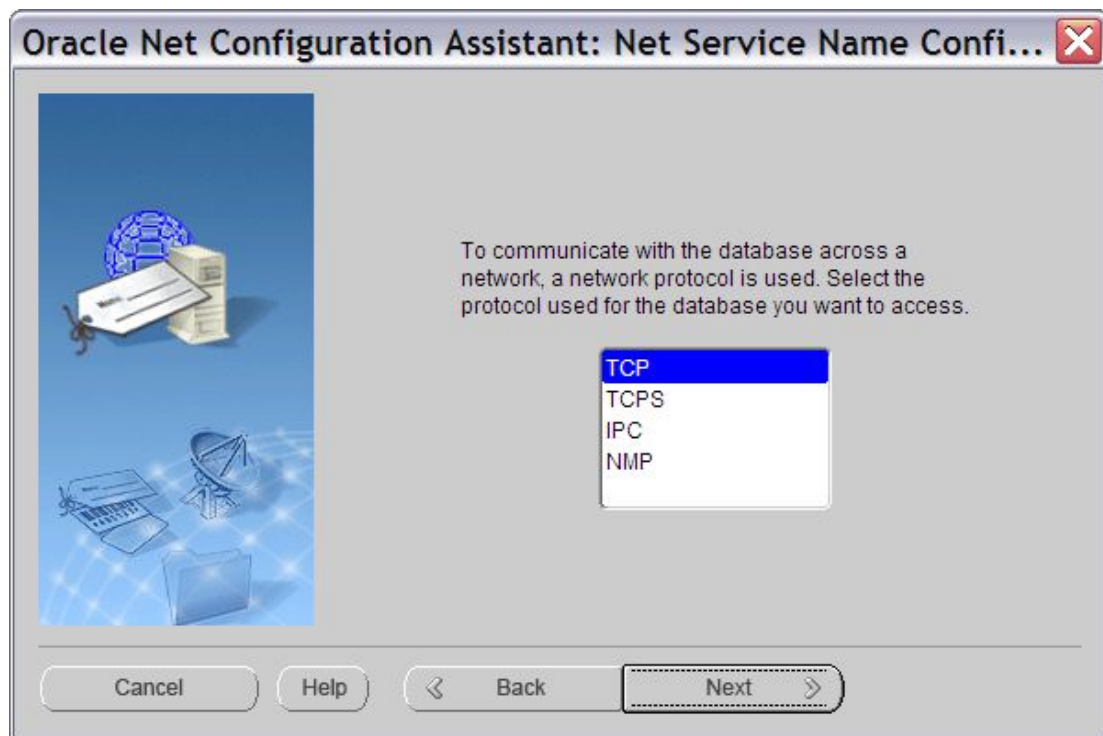 Oracle Net Configuration Assistant: Net Service Name Confi...
To communicate with the database across a
network, a network protocol is used. Select the
protocol used for the database you want to access.
TCP
TCPS
IPC
NMP
Cancel
Help
Back
Next